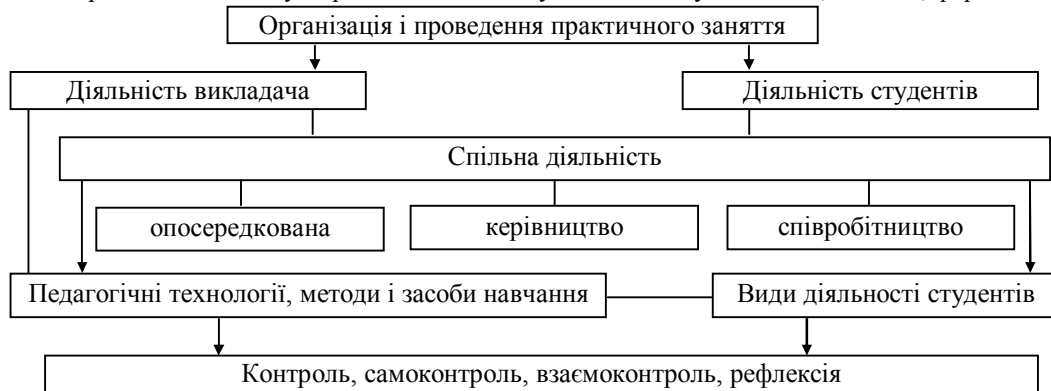 Організація і проведення практичного заняття
Діяльність викладача
Діяльність студентів
Спільна діяльність
опосередкована
керівництво
співробітництво
Педагогічні технології, методи і засоби навчання
Види діяльності студентів
Контроль, самоконтроль, взаємоконтроль, рефлексія